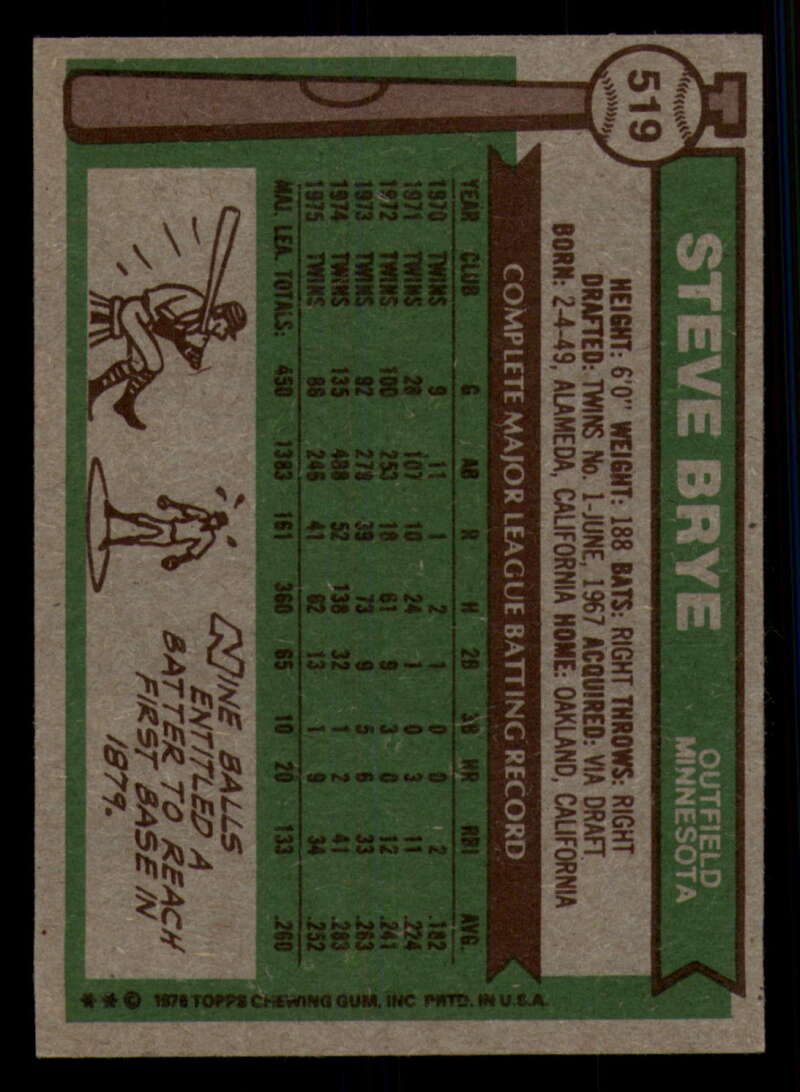 519
STEVE BRYE
OUTFIELD
MINNESOTA
HEIGHT: 6'0" WEIGHT: 188 BATS: RIGHT THROWS: RIGHT
DRAFTED: TWINS No. 1-JUNE, 1967 ACQUIRED: VIA DRAFT
BORN: 2-4-49, ALAMEDA, CALIFORNIA HOME: OAKLAND, CALIFORNIA
COMPLETE MAJOR LEAGUE BATTING RECORD
YEAR CLUB G AB R H 2B 3B HR RBI AVG.
1970 TWINS 9 11 1 2 1 0 0 2 .182
1971 TWINS 28 107 10 24 1 0 3 11 .224
1972 TWINS 100 253 18 61 9 3 0 12 .241
1973 TWINS 92 278 39 73 9 5 6 33 .263
1974 TWINS 135 488 52 138 32 1 2 41 .283
1975 TWINS 86 246 41 62 13 1 9 34 .252
MAJ. LEA. TOTALS: 450 1383 161 360 65 10 20 133 .260
NINE BALLS
ENTITLED A
BATTER TO REACH
FIRST BASE IN
1879.
* * © 1976 TOPPS CHEWING GUM, INC PRTD. IN U.S.A.